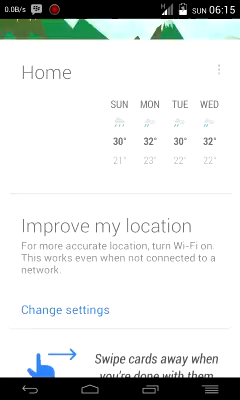 0.0B/s SUN 06:15
Home
SUN MON TUE WED
30° 32° 30° 32°
21° 23° 22° 22°
Improve my location
For more accurate location, turn Wi-Fi on.
This works even when not connected to a
network.
Change settings
Swipe cards away when
you're done with them